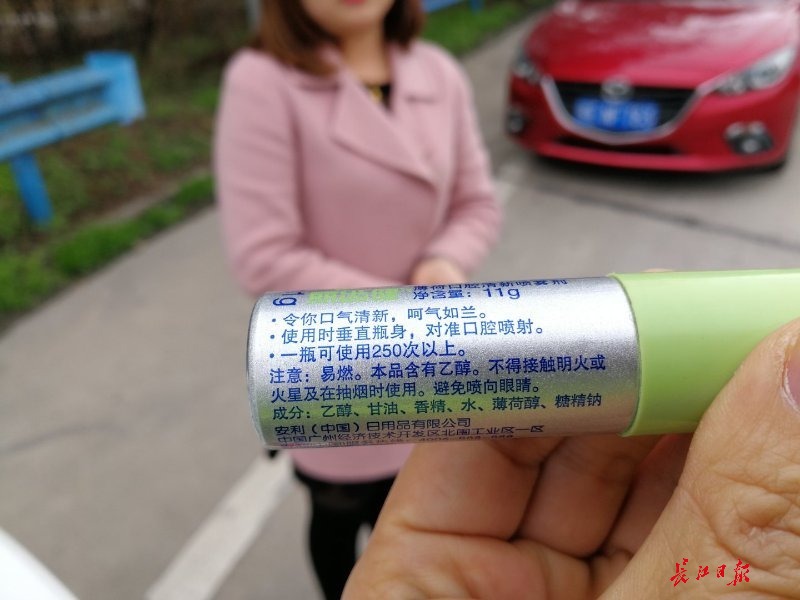 薄荷口腔清新喷雾剂
净含量：11g
·令你口气清新，呵气如兰。
·使用时垂直瓶身，对准口腔喷射。
·一瓶可使用250次以上。
注意：易燃。本品含有乙醇。不得接触明火或
火星及在抽烟时使用。避免喷向眼睛。
成分：乙醇、甘油、香精、水、薄荷醇、糖精钠
安利（中国）日用品有限公司
中国广州经济技术开发区北围工业区一区
长江日报